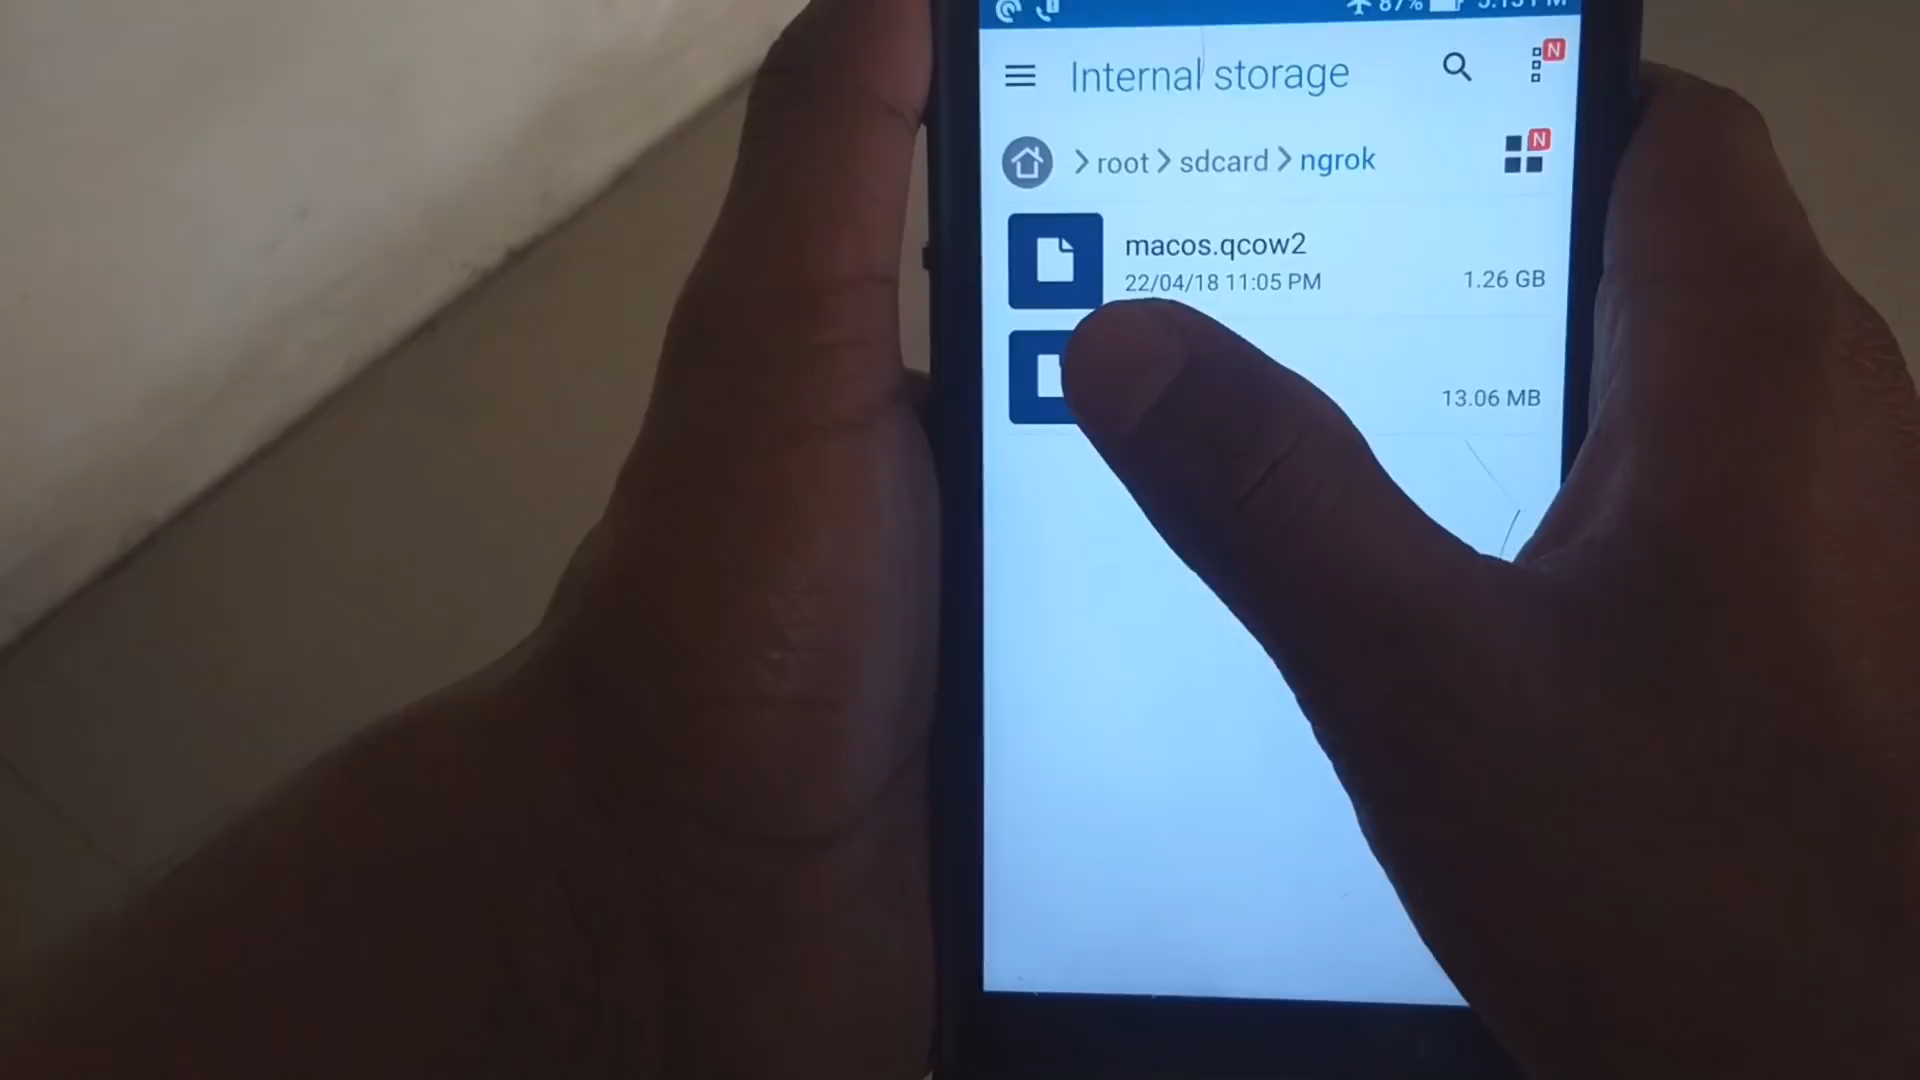 87%
Internal storage
N
root
sdcard
ngrok
N
macos.qcow2
22/04/18 11:05 PM
1.26 GB
13.06 MB